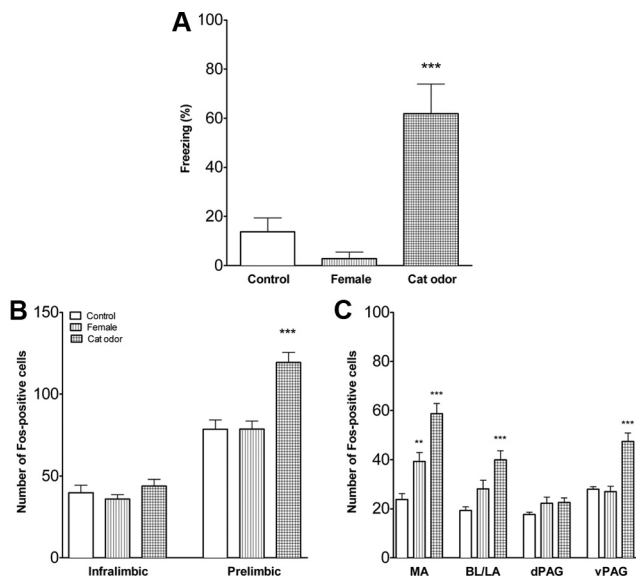 A
***
100
80
60
40
20
0
Freezing (%)
Control Female Cat odor
B
Control
Female
Cat odor
***
150
100
50
0
Number of Fos-positive cells
Infralimbic Prelimbic
C
100
80
60
40
20
0
Number of Fos-positive cells
** *** *** ***
MA BL/LA dPAG vPAG